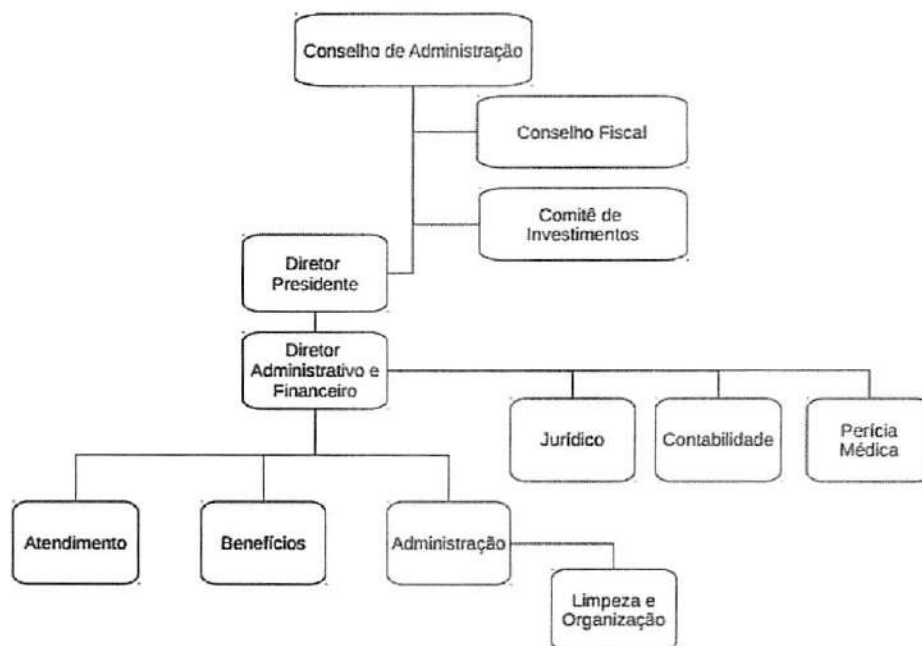 Conselho de Administração
Conselho Fiscal
Comitê de
Investimentos
Diretor
Presidente
Diretor
Administrativo e
Financeiro
Jurídico
Contabilidade
Perícia
Médica
Atendimento
Benefícios
Administração
Limpeza e
Organização